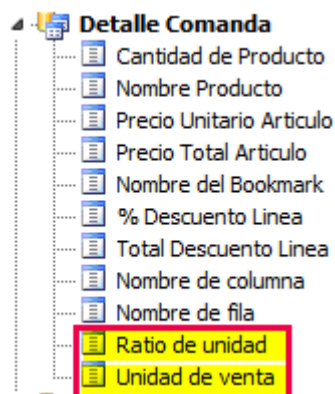 Detalle Comanda
Cantidad de Producto
Nombre Producto
Precio Unitario Articulo
Precio Total Articulo
Nombre del Bookmark
% Descuento Linea
Total Descuento Linea
Nombre de columna
Nombre de fila
Ratio de unidad
Unidad de venta